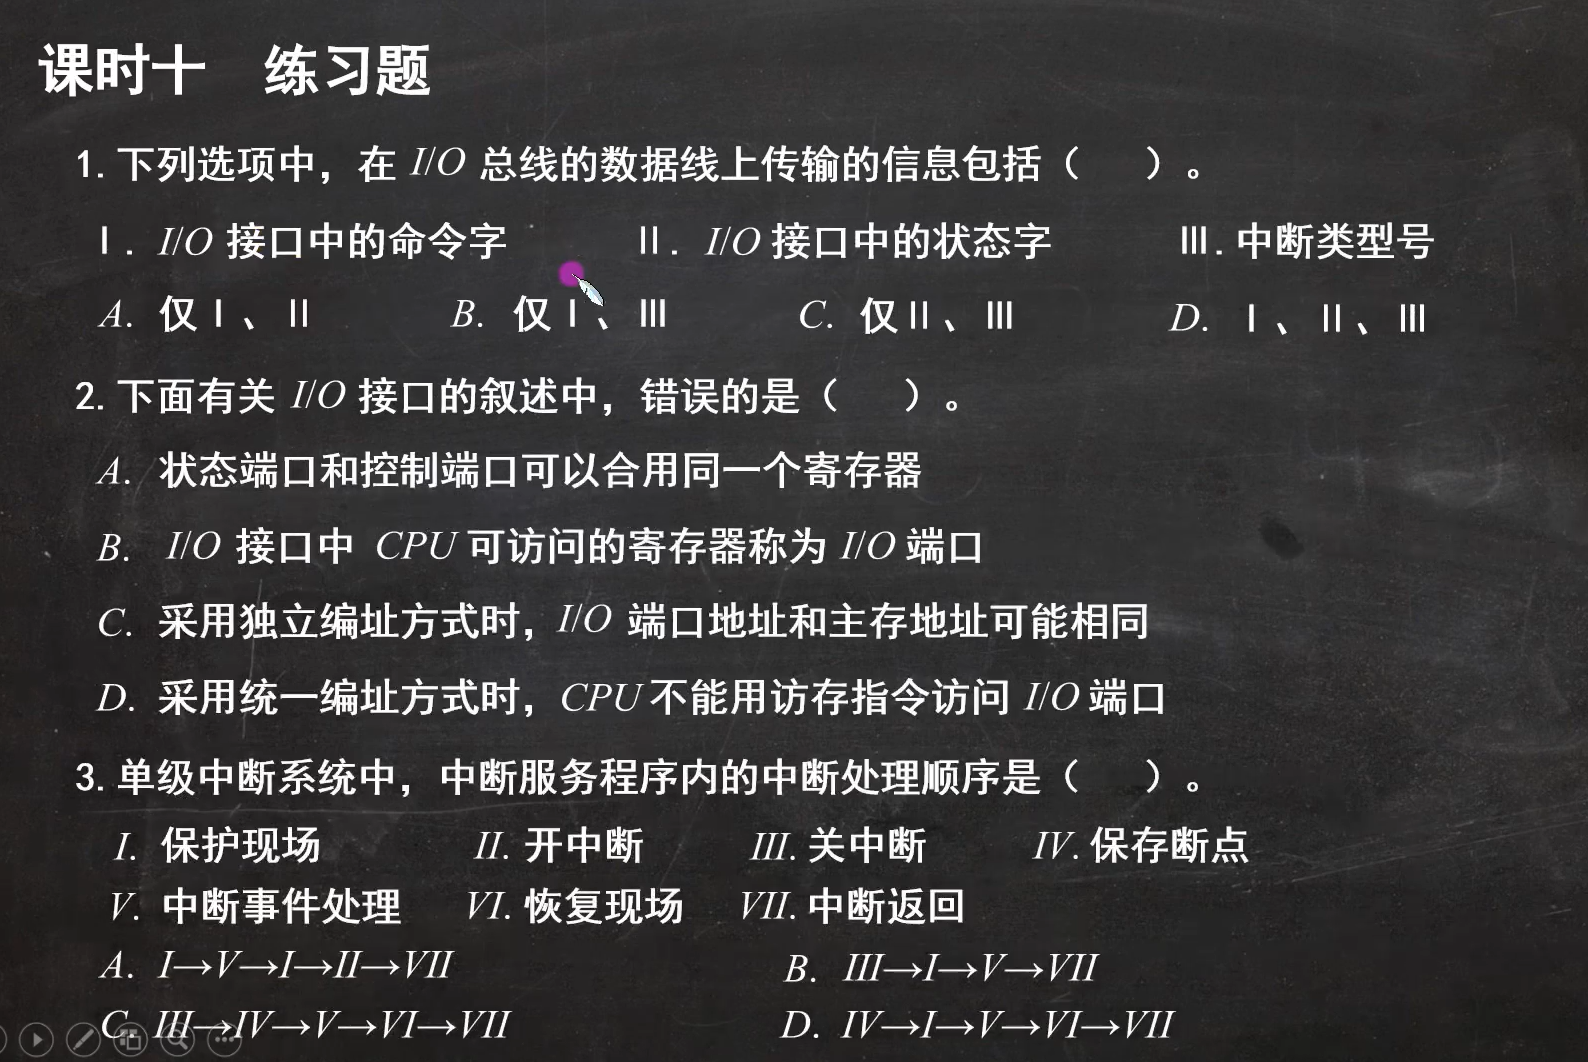 课时十 练习题
1.下列选项中，在 I/O 总线的数据线上传输的信息包括（ ）。
Ⅰ. I/O 接口中的命令字 Ⅱ. I/O 接口中的状态字 Ⅲ.中断类型号
A. 仅Ⅰ、Ⅱ B. 仅Ⅰ、Ⅲ C. 仅Ⅱ、Ⅲ D. Ⅰ、Ⅱ、Ⅲ
2.下面有关 I/O 接口的叙述中，错误的是（ ）。
A. 状态端口和控制端口可以合用同一个寄存器
B. I/O 接口中 CPU 可访问的寄存器称为 I/O 端口
C. 采用独立编址方式时，I/O 端口地址和主存地址可能相同
D. 采用统一编址方式时，CPU 不能用访存指令访问 I/O 端口
3.单级中断系统中，中断服务程序内的中断处理顺序是（ ）。
I. 保护现场 II. 开中断 III. 关中断 IV. 保存断点
V. 中断事件处理 VI. 恢复现场 VII. 中断返回
A. I→V→I→II→VII B. III→I→V→VII
C. III→IV→V→VI→VII D. IV→I→V→VI→VII